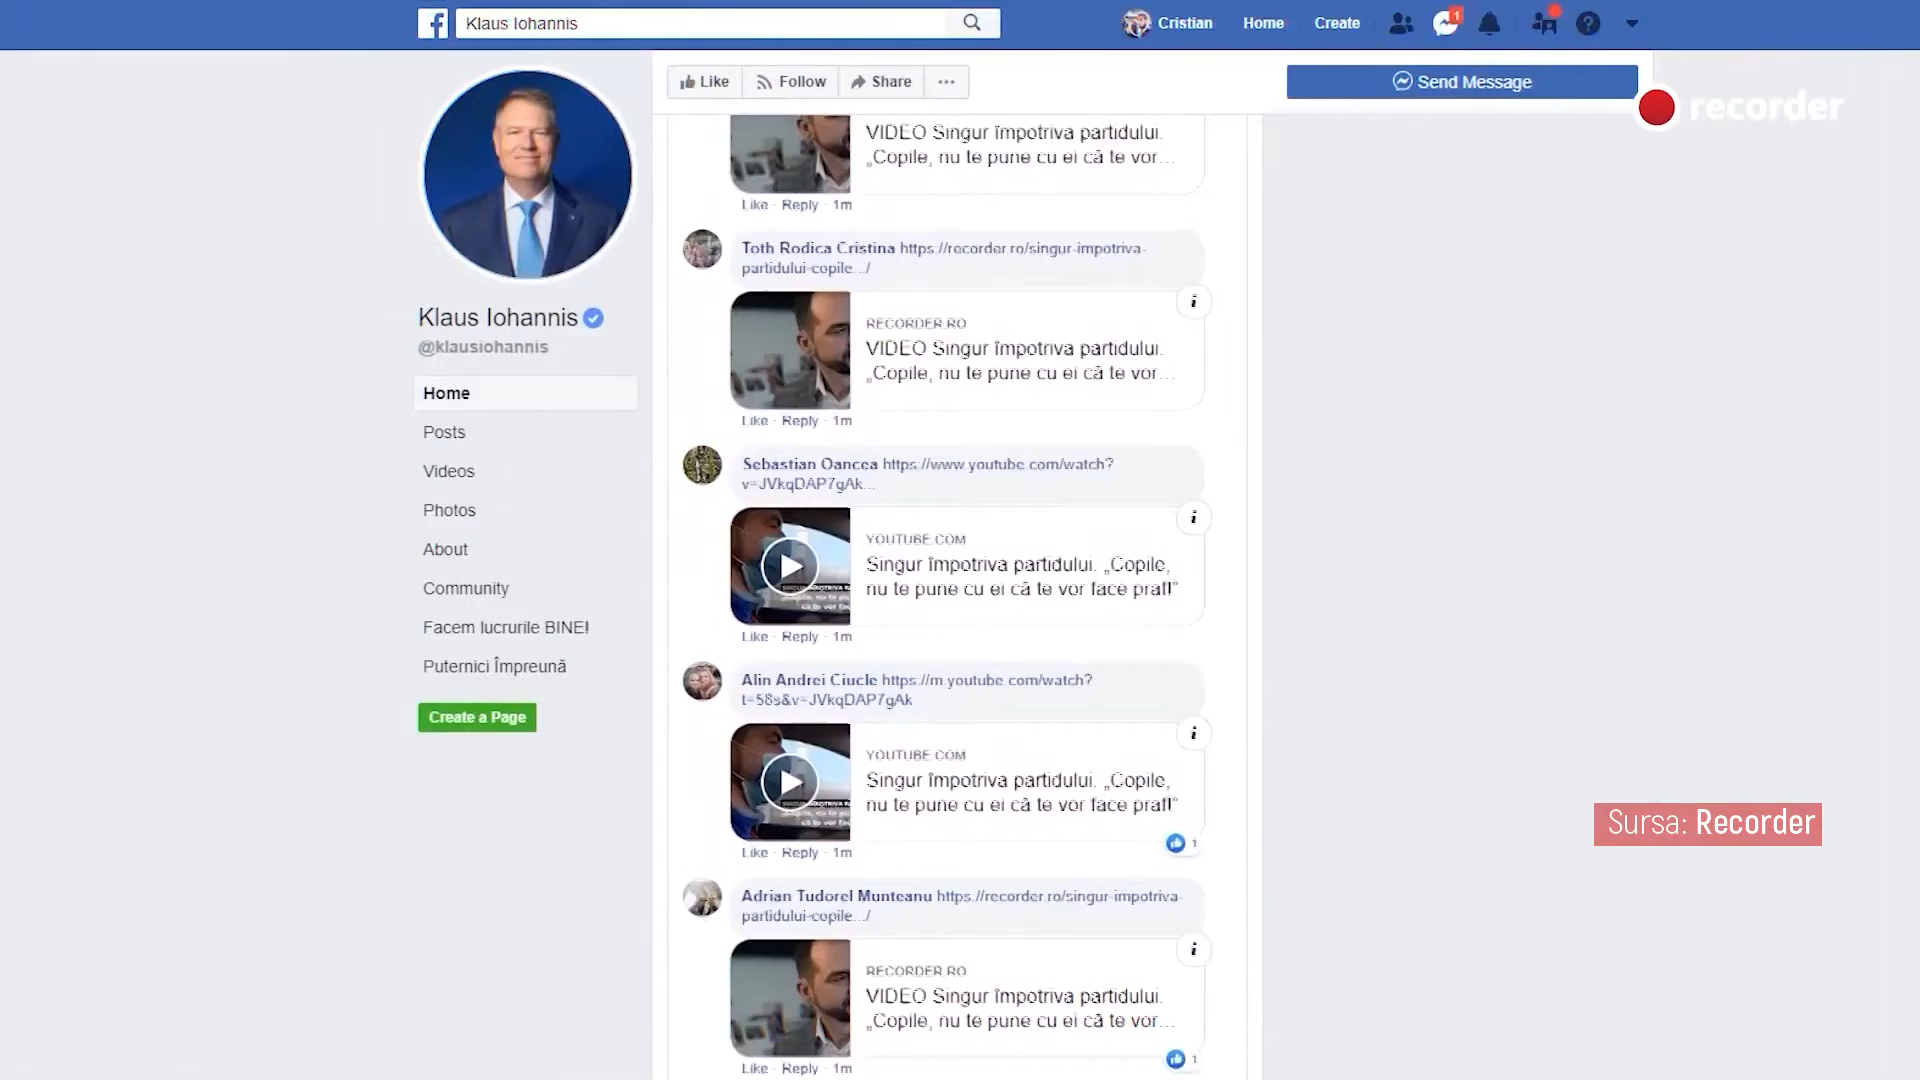 Klaus Iohannis
Cristian
Home
Create
1
Like
Follow
Share
Send Message
recorder
Klaus Iohannis
@klausiohannis
Home
Posts
Videos
Photos
About
Community
Facem lucrurile BINE!
Puternici Împreună
Create a Page
VIDEO Singur împotriva partidului.
„Copile, nu te pune cu ei că te vor...
Like · Reply · 1m
Toth Rodica Cristina https://recorder.ro/singur-impotriva-
partidului-copile.../
RECORDER.RO
VIDEO Singur împotriva partidului.
„Copile, nu te pune cu ei că te vor...
Like · Reply · 1m
Sebastian Oancea https://www.youtube.com/watch?
v=JVkqDAP7gAk...
YOUTUBE.COM
Singur împotriva partidului. „Copile,
nu te pune cu ei că te vor face praf!”
Like · Reply · 1m
Alin Andrei Ciucle https://m.youtube.com/watch?
t=58s&v=JVkqDAP7gAk
YOUTUBE.COM
Singur împotriva partidului. „Copile,
nu te pune cu ei că te vor face praf!”
1
Like · Reply · 1m
Adrian Tudorel Munteanu https://recorder.ro/singur-impotriva-
partidului-copile.../
RECORDER.RO
VIDEO Singur împotriva partidului.
„Copile, nu te pune cu ei că te vor...
1
Like · Reply · 1m
Sursa: Recorder